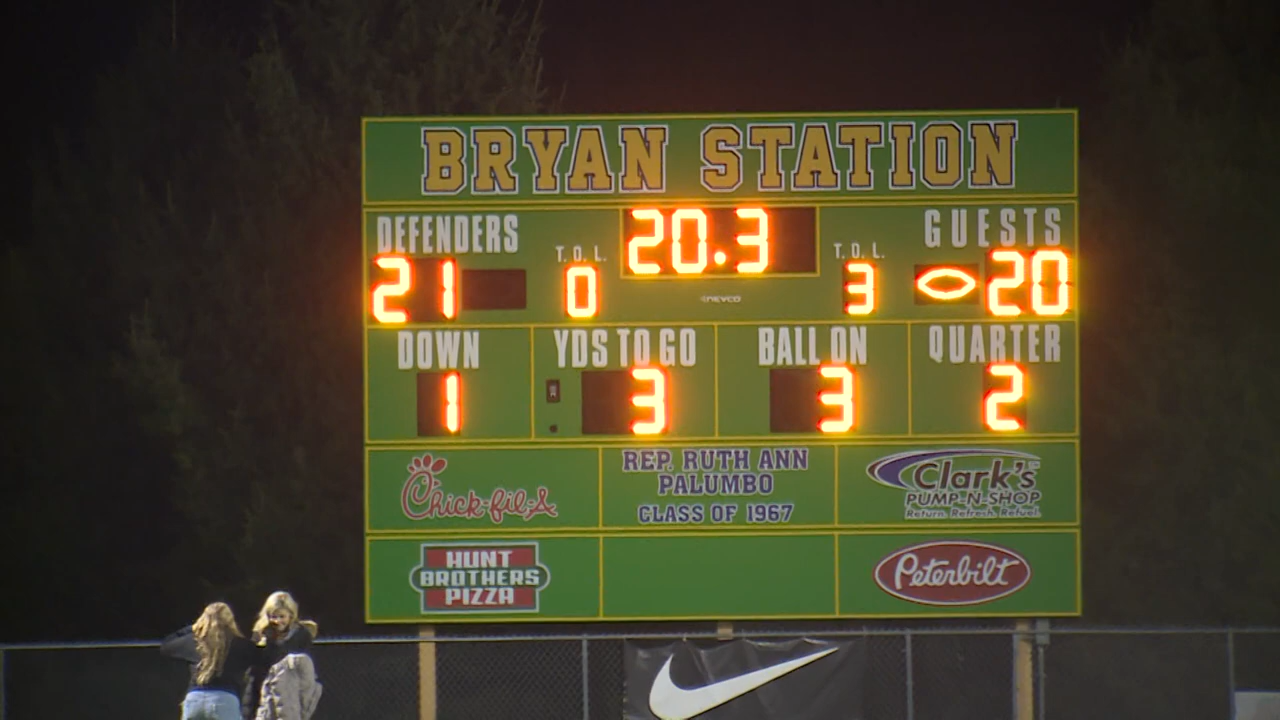 BRYAN STATION
DEFENDERS
GUESTS
T. O. L.
20.3
T. O. L.
21
0
3
20
NEVCO
DOWN
YDS TO GO
BALL ON
QUARTER
1
3
3
2
Chick-fil-A
REP. RUTH ANN
PALUMBO
CLASS OF 1967
Clark's
PUMP-N-SHOP
Return. Refresh. Refuel.
HUNT
BROTHERS
PIZZA
Peterbilt